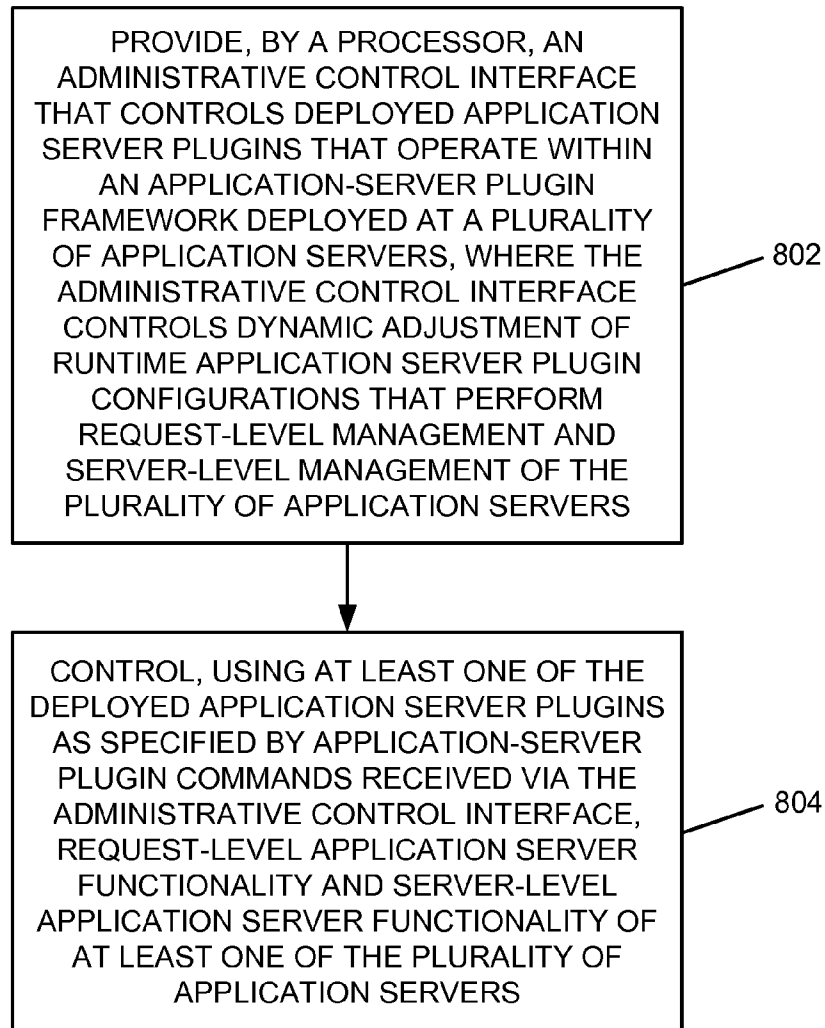 PROVIDE, BY A PROCESSOR, AN
ADMINISTRATIVE CONTROL INTERFACE
THAT CONTROLS DEPLOYED APPLICATION
SERVER PLUGINS THAT OPERATE WITHIN
AN APPLICATION-SERVER PLUGIN
FRAMEWORK DEPLOYED AT A PLURALITY
OF APPLICATION SERVERS, WHERE THE
ADMINISTRATIVE CONTROL INTERFACE
CONTROLS DYNAMIC ADJUSTMENT OF
RUNTIME APPLICATION SERVER PLUGIN
CONFIGURATIONS THAT PERFORM
REQUEST-LEVEL MANAGEMENT AND
SERVER-LEVEL MANAGEMENT OF THE
PLURALITY OF APPLICATION SERVERS
802
CONTROL, USING AT LEAST ONE OF THE
DEPLOYED APPLICATION SERVER PLUGINS
AS SPECIFIED BY APPLICATION-SERVER
PLUGIN COMMANDS RECEIVED VIA THE
ADMINISTRATIVE CONTROL INTERFACE,
REQUEST-LEVEL APPLICATION SERVER
FUNCTIONALITY AND SERVER-LEVEL
APPLICATION SERVER FUNCTIONALITY OF
AT LEAST ONE OF THE PLURALITY OF
APPLICATION SERVERS
804